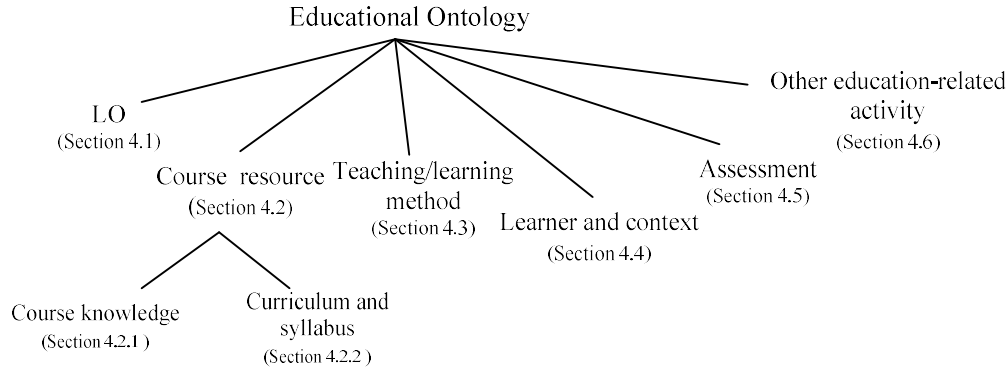 Educational Ontology
LO
(Section 4.1)
Course resource
(Section 4.2)
Teaching/learning
method
(Section 4.3)
Learner and context
(Section 4.4)
Assessment
(Section 4.5)
Other education-related
activity
(Section 4.6)
Course knowledge
(Section 4.2.1 )
Curriculum and
syllabus
(Section 4.2.2 )